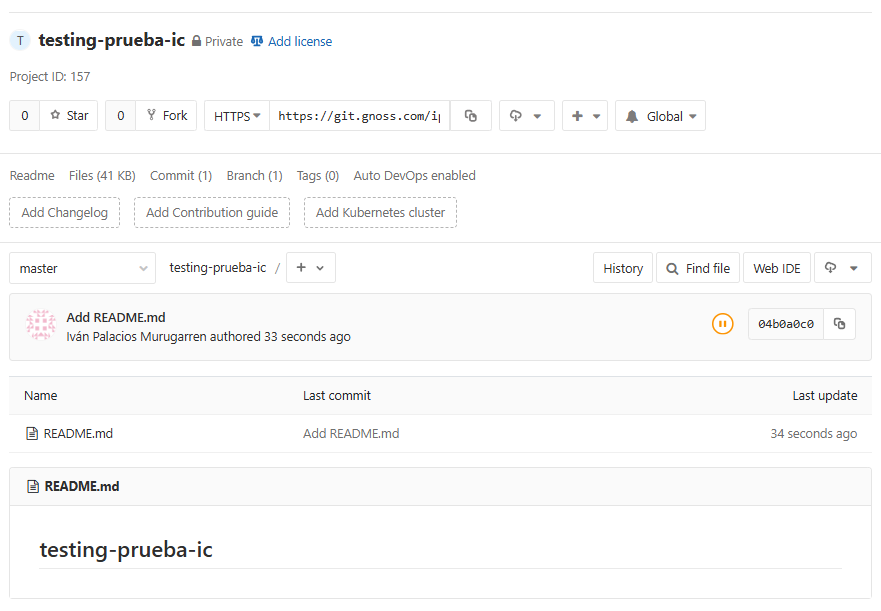 T testing-prueba-ic Private Add license
Project ID: 157
0 Star 0 Fork HTTPS https://git.gnoss.com/ip Global
Readme Files (41 KB) Commit (1) Branch (1) Tags (0) Auto DevOps enabled
Add Changelog Add Contribution guide Add Kubernetes cluster
master testing-prueba-ic / + History Find file Web IDE
Add README.md
Iván Palacios Murugarren authored 33 seconds ago
04b0a0c0
Name Last commit Last update
README.md Add README.md 34 seconds ago
README.md
testing-prueba-ic